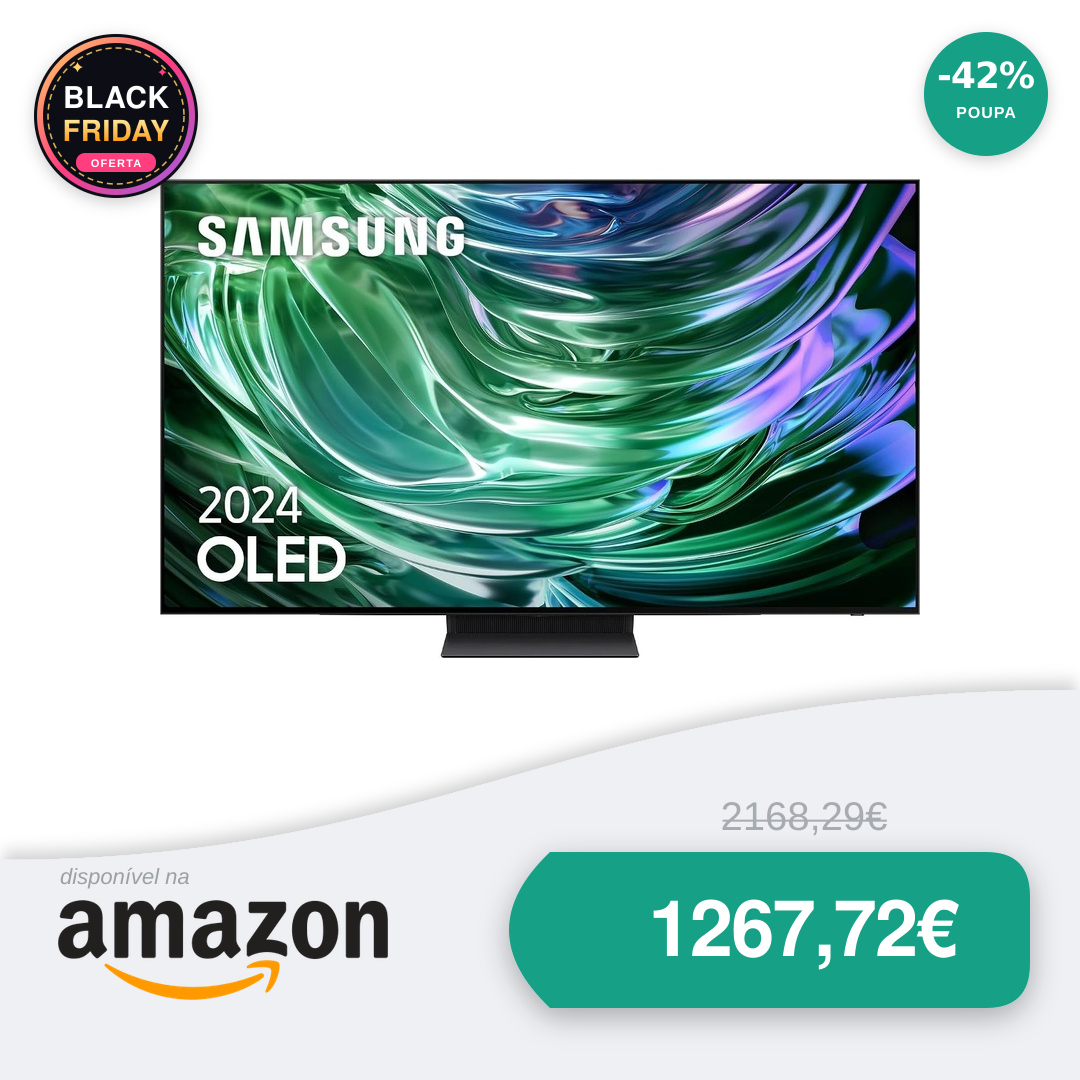 BLACK
FRIDAY
OFERTA
-42%
POUPA
SAMSUNG
2024
OLED
2168,29€
disponível na
amazon
1267,72€